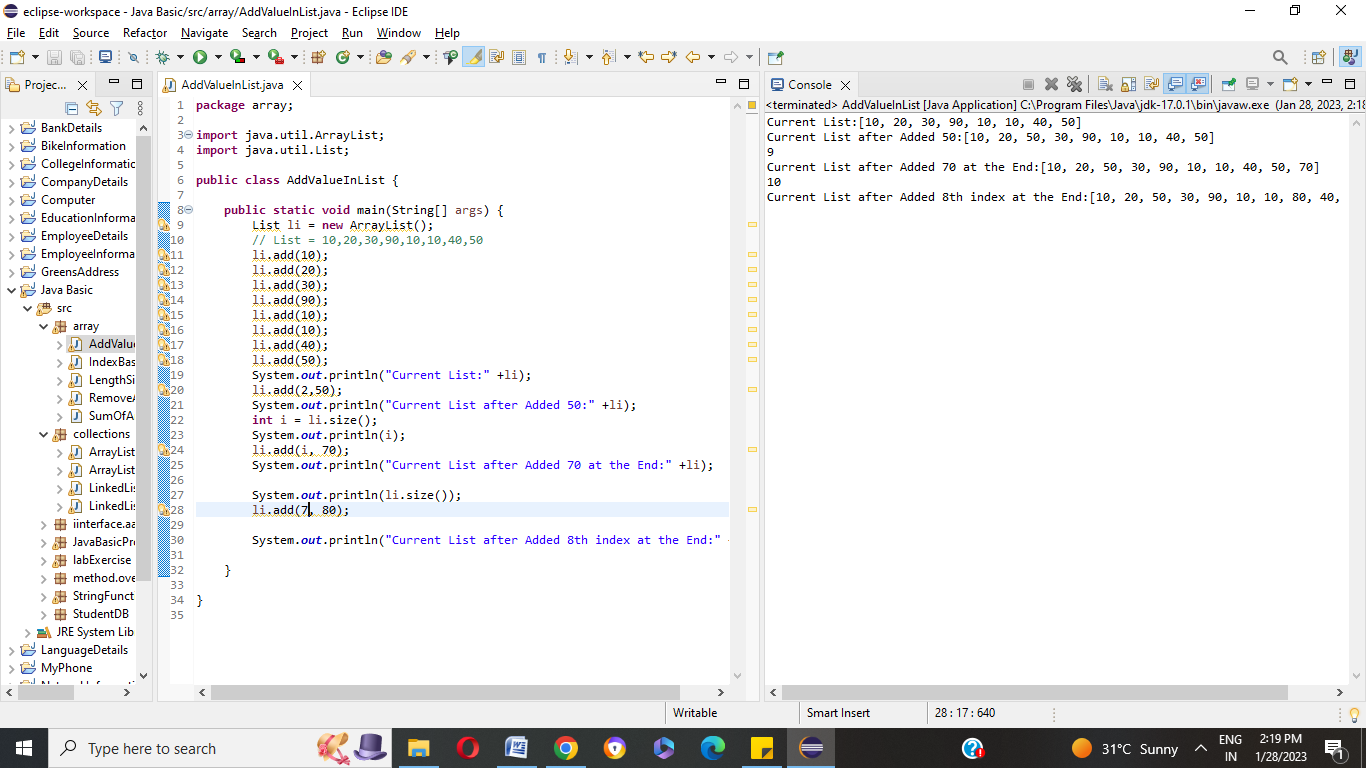 eclipse-workspace - Java Basic/src/array/AddValueInList.java - Eclipse IDE
File Edit Source Refactor Navigate Search Project Run Window Help
Projec...
BankDetails
BikeInformation
CollegeInformatic
CompanyDetails
Computer
EducationInforma
EmployeeDetails
EmployeeInforma
GreensAddress
Java Basic
src
array
AddValue
IndexBas
LengthSi
RemoveA
SumOfA
collections
ArrayList
ArrayList
LinkedLis
LinkedLis
iinterface.aa
JavaBasicPro
labExercise
method.ove
StringFunct
StudentDB
JRE System Lib
LanguageDetails
MyPhone
AddValueInList.java
1 package array;
2
3 import java.util.ArrayList;
4 import java.util.List;
5
6 public class AddValueInList {
7
8 public static void main(String[] args) {
9 List li = new ArrayList();
10 // List = 10,20,30,90,10,10,40,50
11 li.add(10);
12 li.add(20);
13 li.add(30);
14 li.add(90);
15 li.add(10);
16 li.add(10);
17 li.add(40);
18 li.add(50);
19 System.out.println("Current List:" +li);
20 li.add(2,50);
21 System.out.println("Current List after Added 50:" +li);
22 int i = li.size();
23 System.out.println(i);
24 li.add(i, 70);
25 System.out.println("Current List after Added 70 at the End:" +li);
26
27 System.out.println(li.size());
28 li.add(7, 80);
29
30 System.out.println("Current List after Added 8th index at the End:"
31
32 }
33
34 }
35
Console
<terminated> AddValueInList [Java Application] C:\Program Files\Java\jdk-17.0.1\bin\javaw.exe (Jan 28, 2023, 2:18
Current List:[10, 20, 30, 90, 10, 10, 40, 50]
Current List after Added 50:[10, 20, 50, 30, 90, 10, 10, 40, 50]
9
Current List after Added 70 at the End:[10, 20, 50, 30, 90, 10, 10, 40, 50, 70]
10
Current List after Added 8th index at the End:[10, 20, 50, 30, 90, 10, 10, 80, 40,
Writable Smart Insert 28 : 17 : 640
Type here to search
31°C Sunny
ENG
IN
2:19 PM
1/28/2023
1